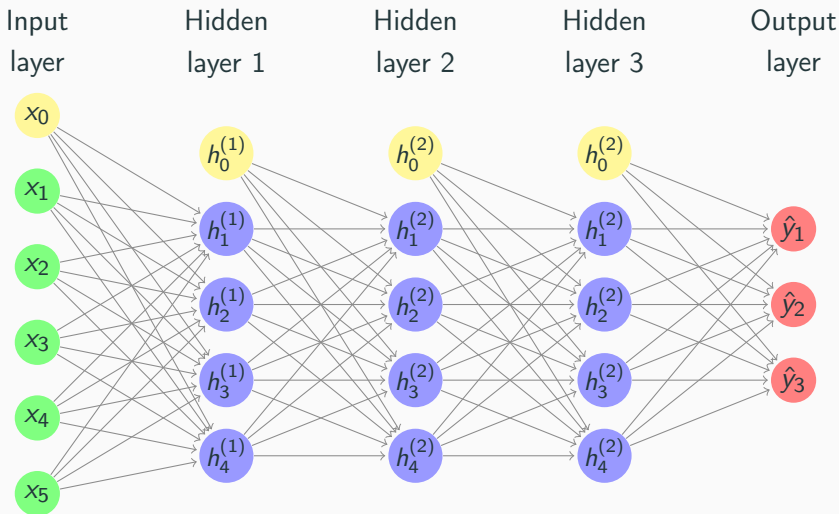 Input Hidden Hidden Hidden Output
layer layer 1 layer 2 layer 3 layer
x₀
h₀⁽¹⁾ h₀⁽²⁾ h₀⁽²⁾
x₁
h₁⁽¹⁾ h₁⁽²⁾ h₁⁽²⁾ ŷ₁
x₂
h₂⁽¹⁾ h₂⁽²⁾ h₂⁽²⁾ ŷ₂
x₃
h₃⁽¹⁾ h₃⁽²⁾ h₃⁽²⁾ ŷ₃
x₄
h₄⁽¹⁾ h₄⁽²⁾ h₄⁽²⁾
x₅